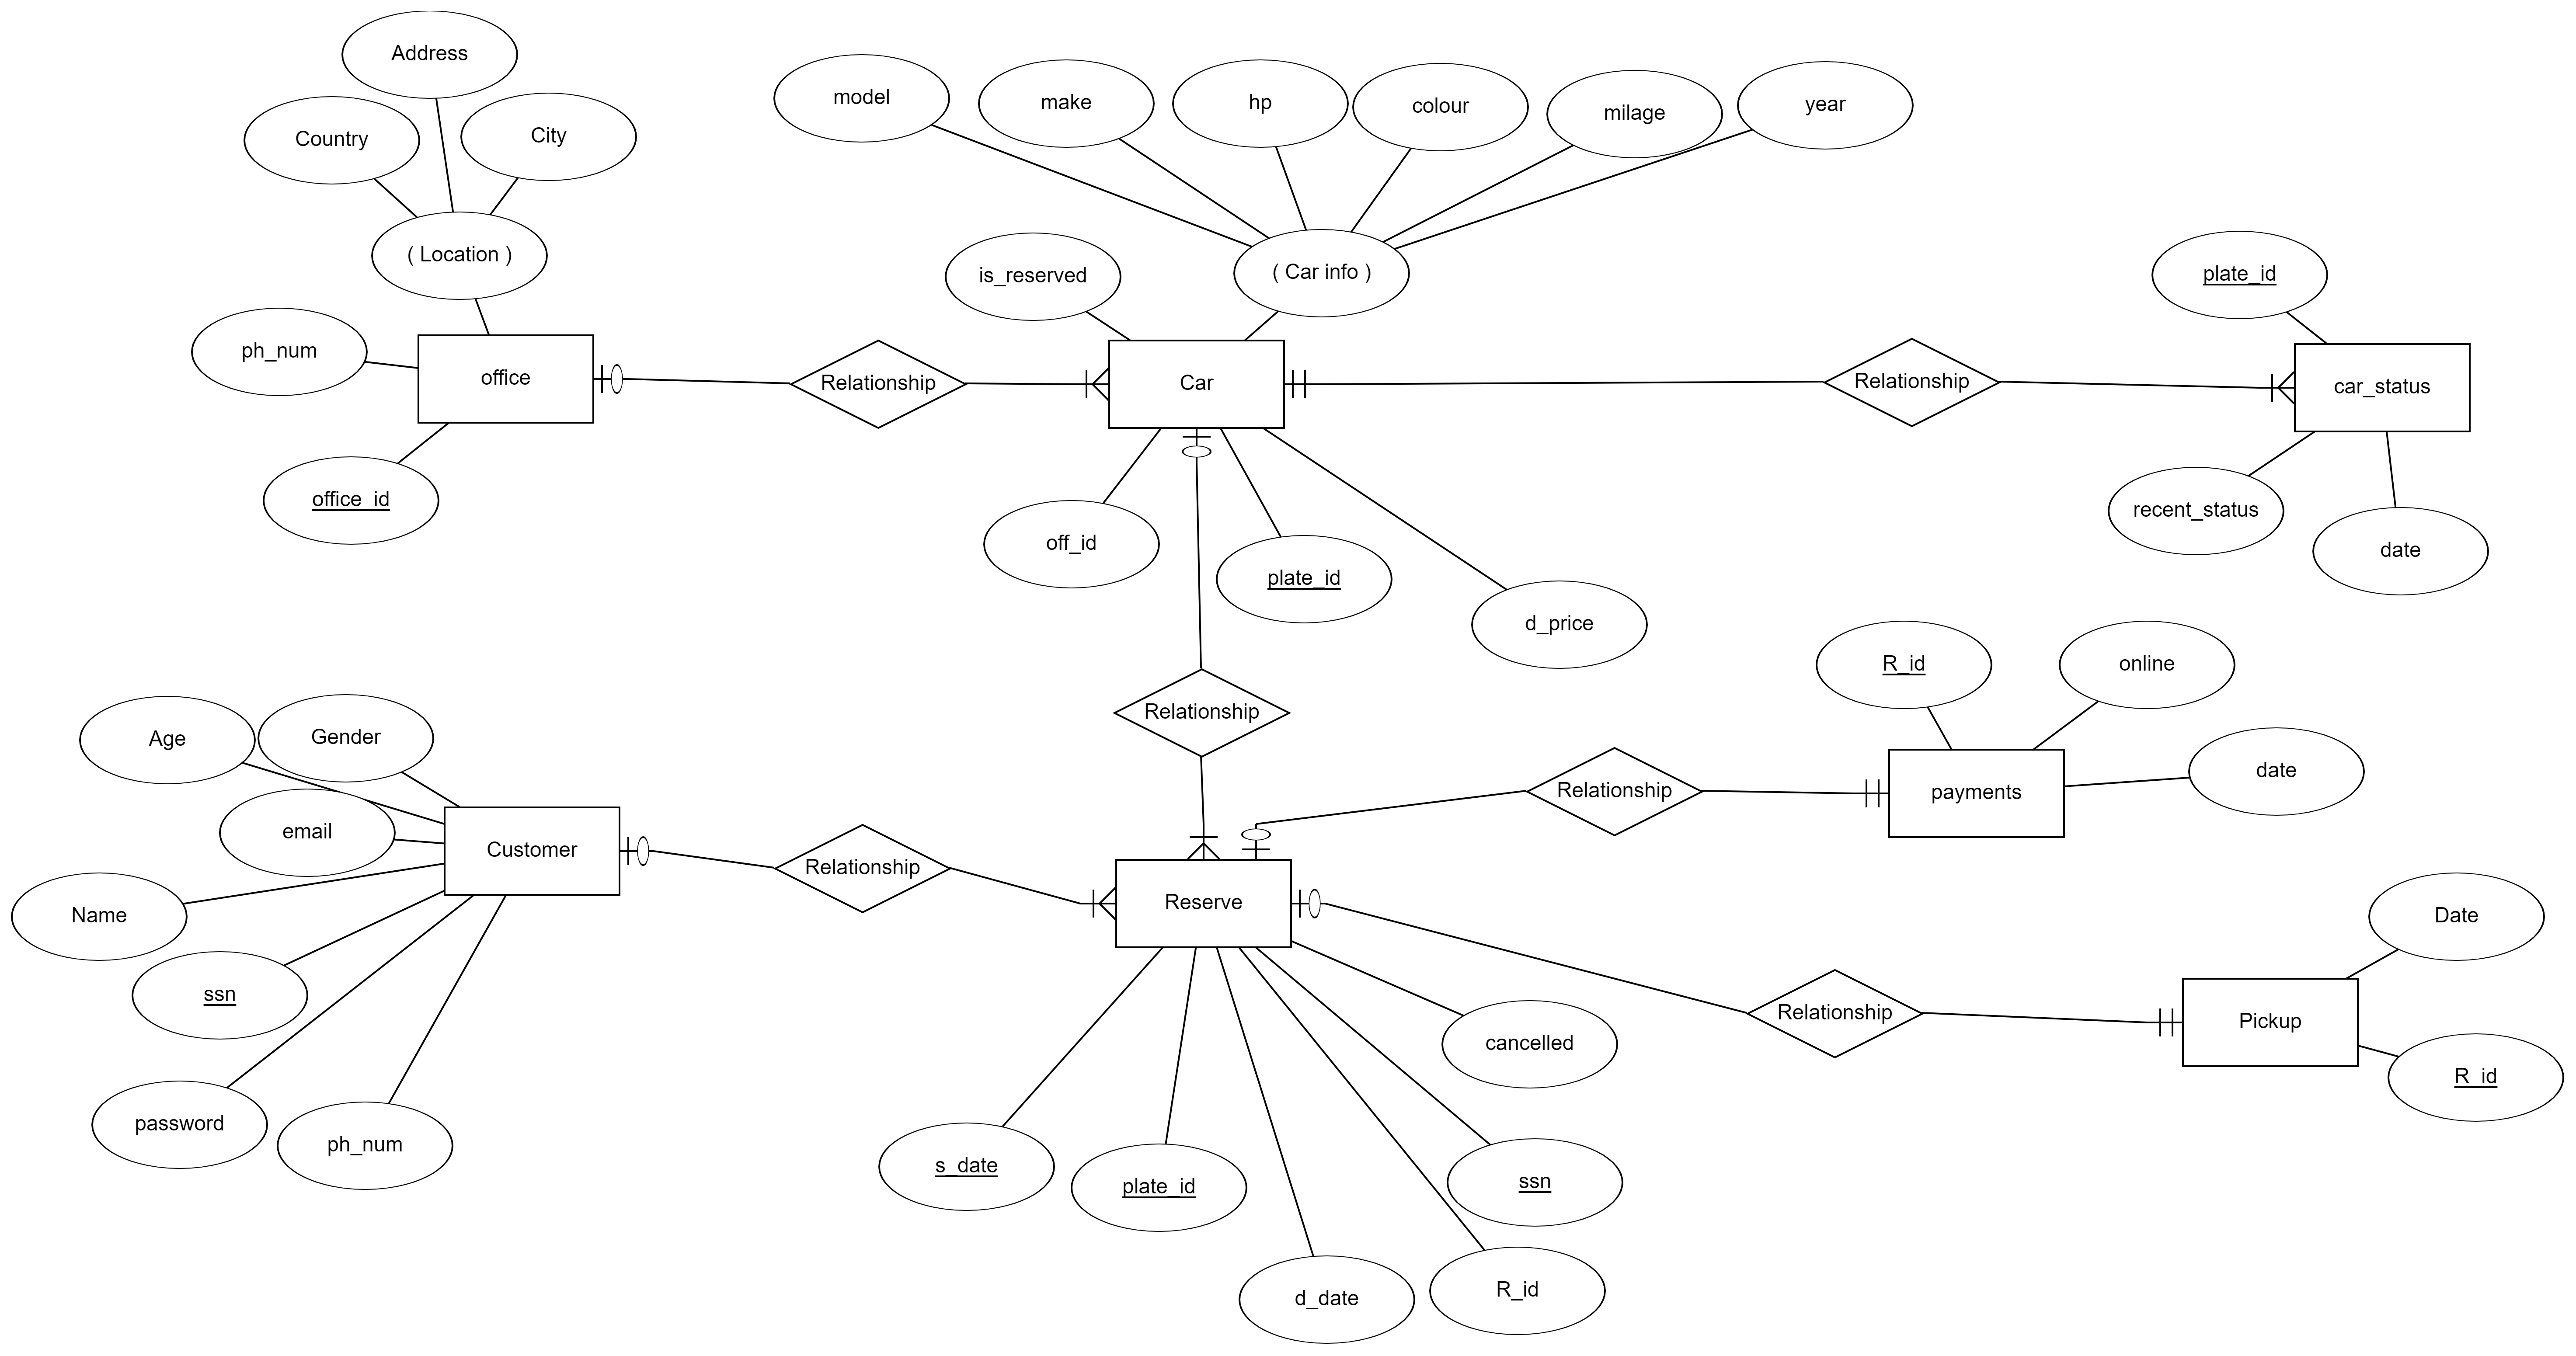 Address
Country
City
( Location )
ph_num
office
office_id
Relationship
model
make
hp
colour
milage
year
is_reserved
( Car info )
Car
off_id
plate_id
d_price
Relationship
plate_id
car_status
recent_status
date
Relationship
R_id
online
date
payments
Relationship
Age
Gender
email
Customer
Name
ssn
password
ph_num
Relationship
Reserve
cancelled
s_date
plate_id
ssn
d_date
R_id
Relationship
Date
Pickup
R_id